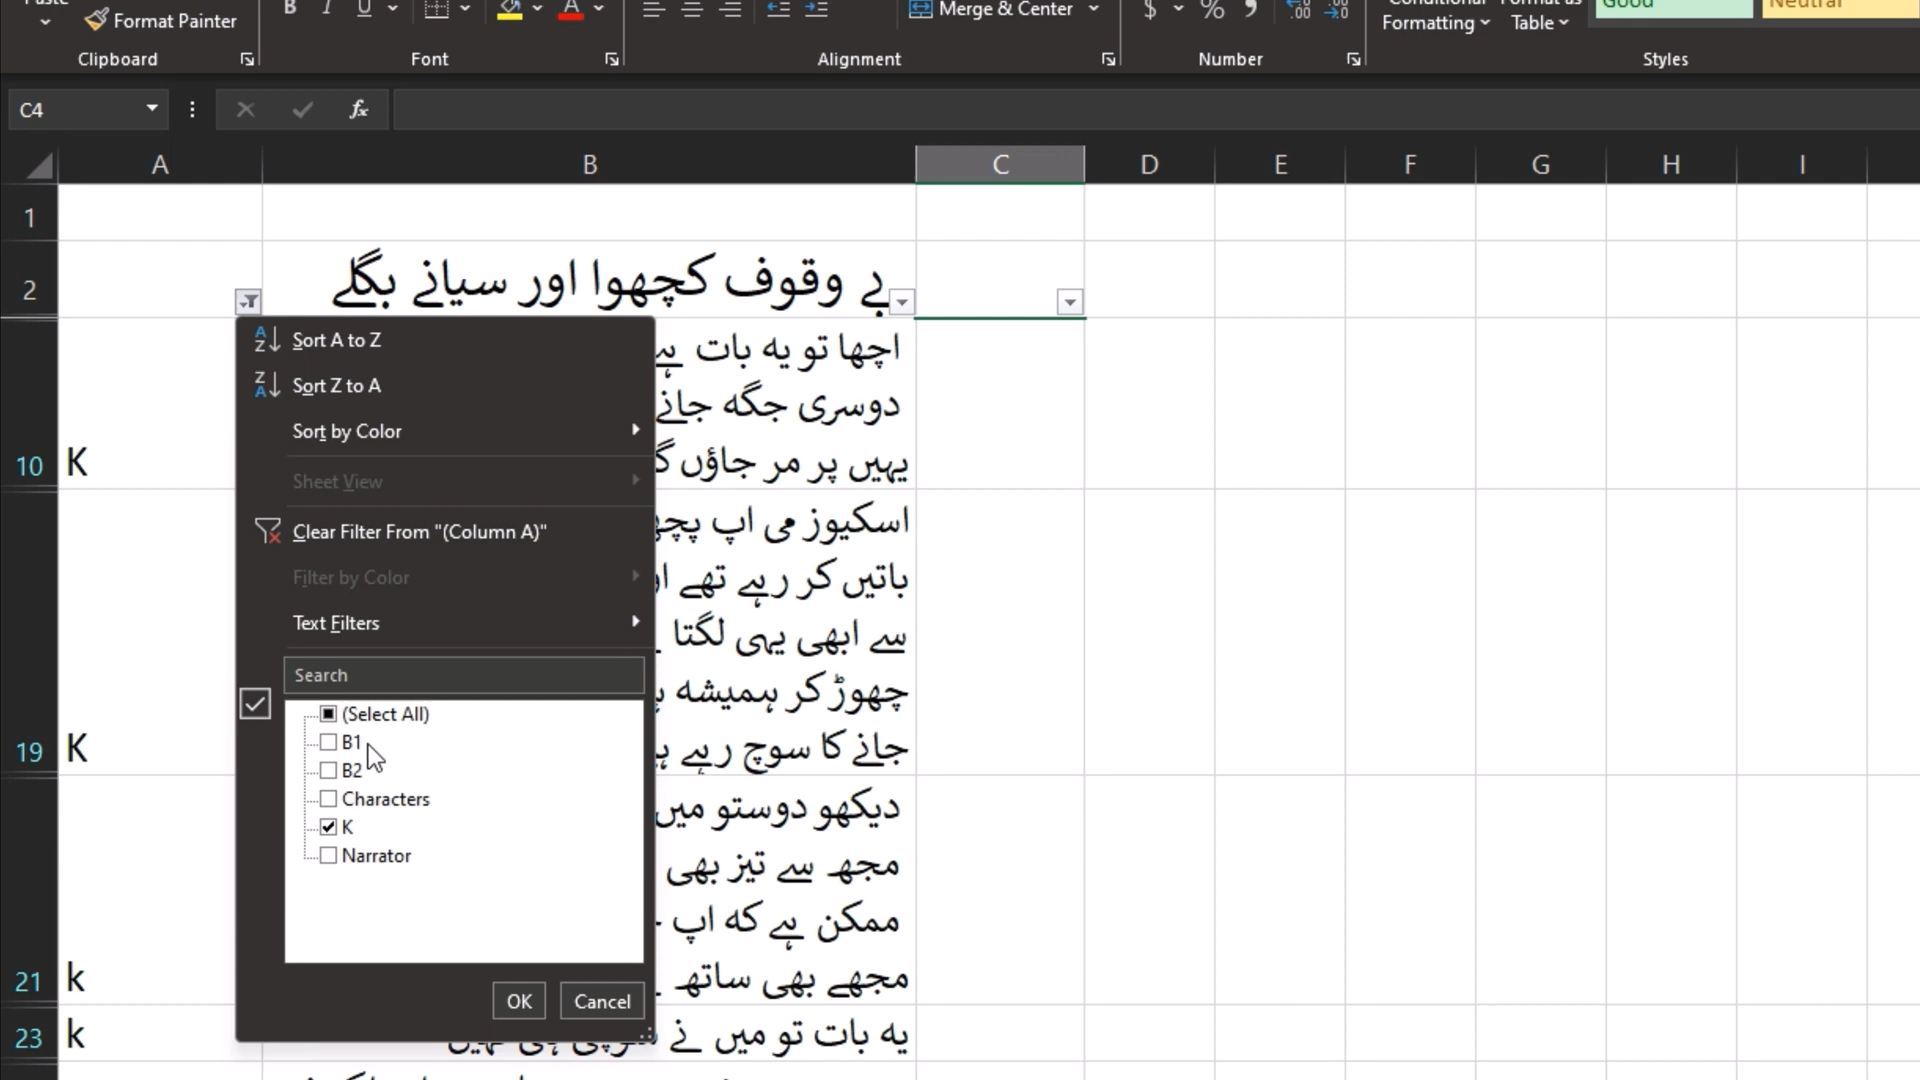 Format Painter
B I U
Merge & Center
$ % 9
Formatting
Table
Clipboard
Font
Alignment
Number
Styles
C4
fx
A B C D E F G H I
1
2 بے وقوف کچھوا اور سیانے بگلے
اچھا تو یہ بات ہے
دوسری جگہ جانے
10 K یہیں پر مر جاؤں
اسکیوز می اپ
باتیں کر رہے تھے
سے ابھی یہی لگتا
چھوڑ کر ہمیشہ
19 K جانے کا سوچ رہے
دیکھو دوستو میں
مجھ سے تیز بھی
ممکن ہے کہ اپ
21 k مجھے بھی ساتھ
23 k یہ بات تو میں نے
Sort A to Z
Sort Z to A
Sort by Color
Sheet View
Clear Filter From "(Column A)"
Filter by Color
Text Filters
Search
(Select All)
B1
B2
Characters
K
Narrator
OK Cancel